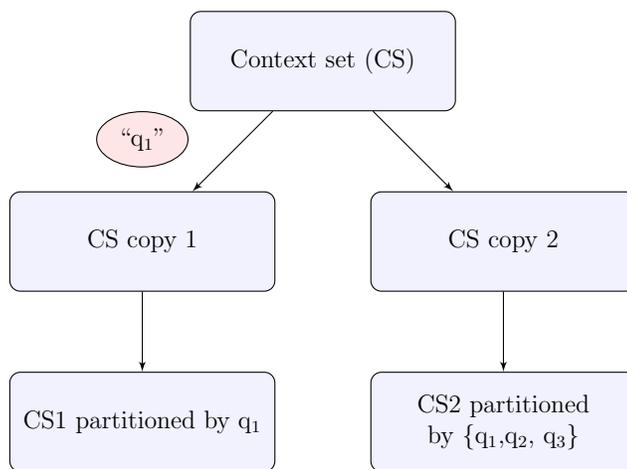 Context set (CS)
“q₁”
CS copy 1
CS copy 2
CS1 partitioned by q₁
CS2 partitioned
by {q₁,q₂, q₃}